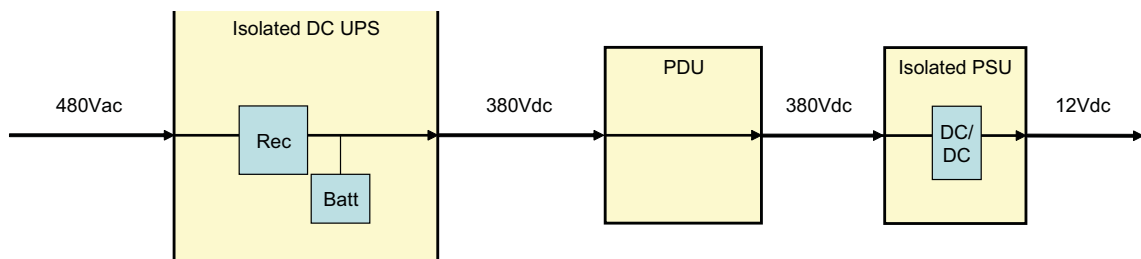 Isolated DC UPS
PDU
Isolated PSU
480Vac
380Vdc
380Vdc
12Vdc
Rec
Batt
DC/
DC